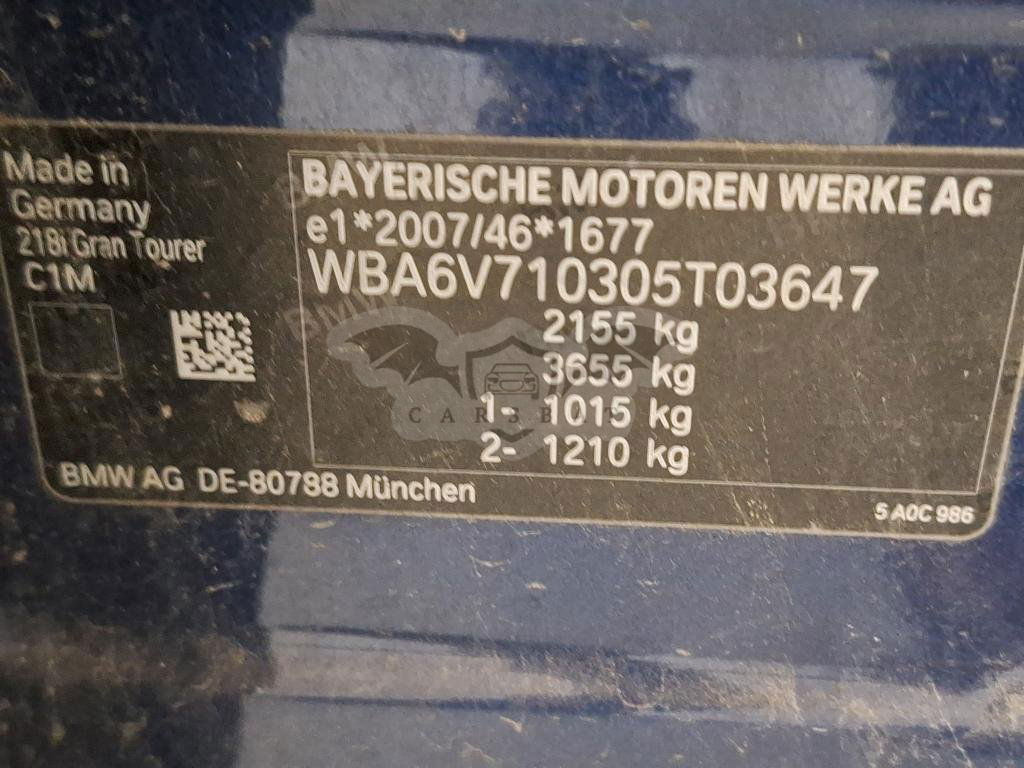 Made in
Germany
218i Gran Tourer
C1M
BAYERISCHE MOTOREN WERKE AG
e1*2007/46*1677
WBA6V710305T03647
2155 kg
3655 kg
1- 1015 kg
2- 1210 kg
CARSBAT
BMW AG DE-80788 München
5 A0C 986